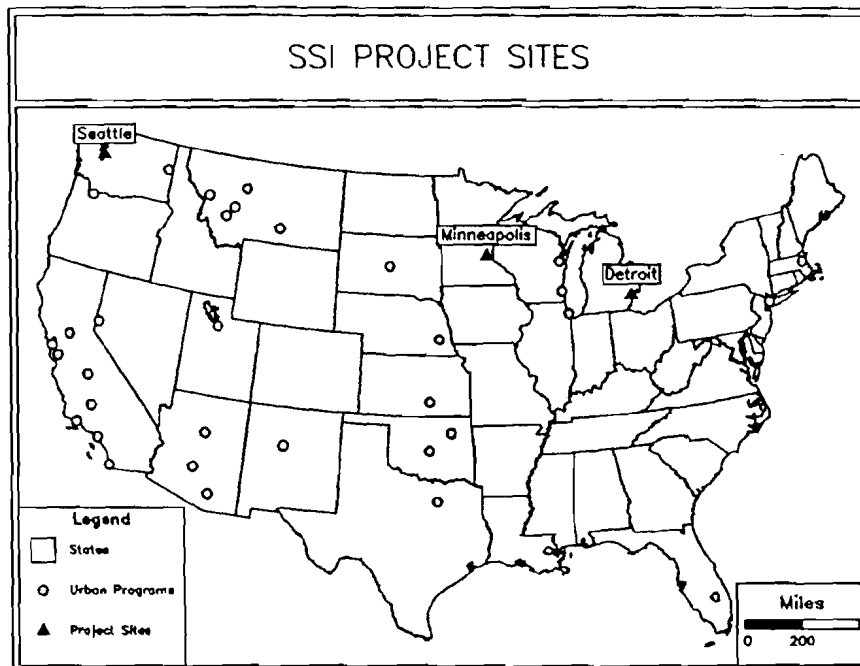 SSI PROJECT SITES
Seattle
Minneapolis
Detroit
Legend
States
Urban Programs
Project Sites
Miles
0 200